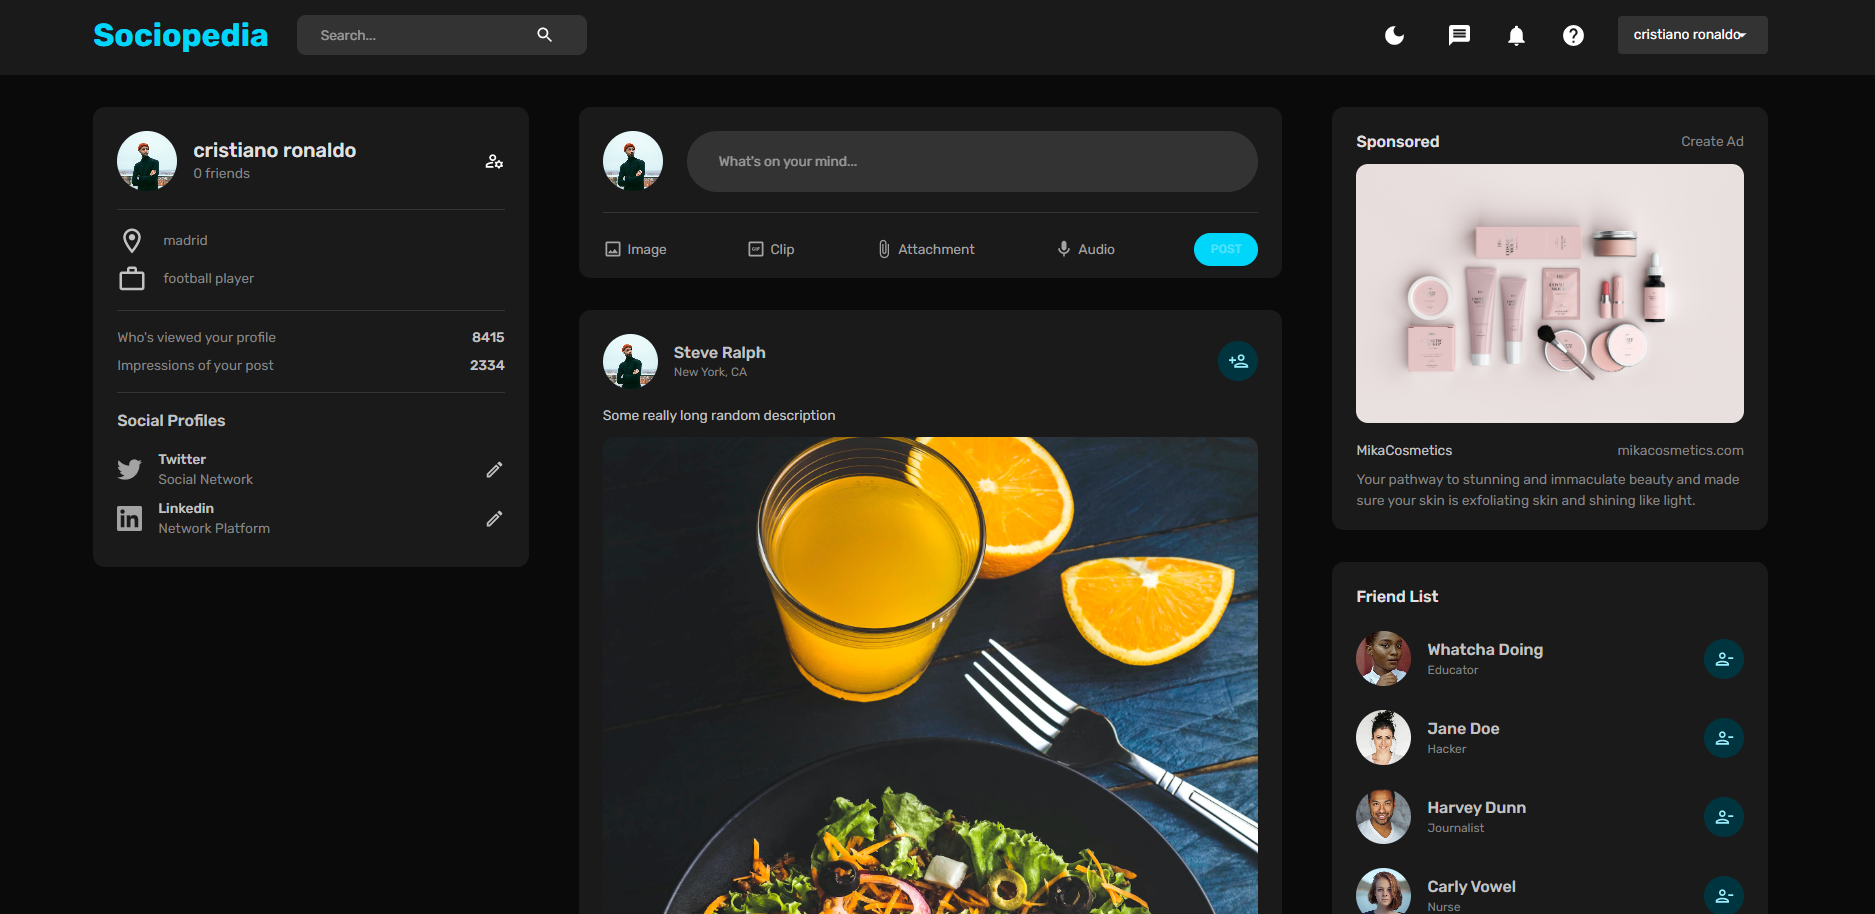 Sociopedia
Search...
cristiano ronaldo
cristiano ronaldo
0 friends
madrid
football player
Who's viewed your profile 8415
Impressions of your post 2334
Social Profiles
Twitter
Social Network
Linkedin
Network Platform
What's on your mind...
Image Clip Attachment Audio POST
Steve Ralph
New York, CA
Some really long random description
Sponsored Create Ad
MikaCosmetics mikacosmetics.com
Your pathway to stunning and immaculate beauty and made
sure your skin is exfoliating skin and shining like light.
Friend List
Whatcha Doing
Educator
Jane Doe
Hacker
Harvey Dunn
Journalist
Carly Vowel
Nurse